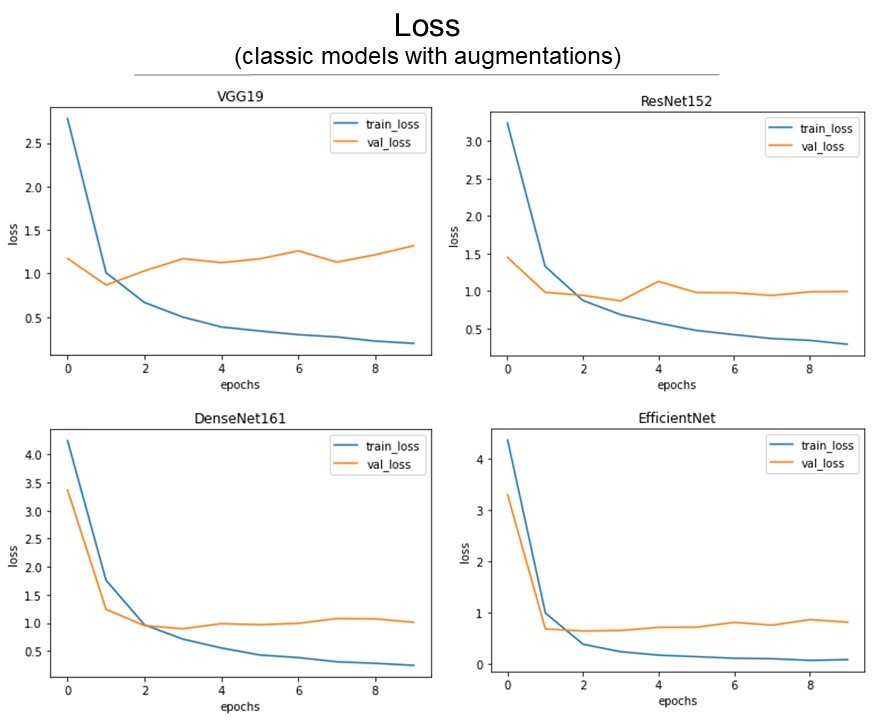 Loss
(classic models with augmentations)
VGG19
train_loss
val_loss
loss
2.5
2.0
1.5
1.0
0.5
0 2 4 6 8
epochs
ResNet152
train_loss
val_loss
loss
3.0
2.5
2.0
1.5
1.0
0.5
0 2 4 6 8
epochs
DenseNet161
train_loss
val_loss
loss
4.0
3.5
3.0
2.5
2.0
1.5
1.0
0.5
0 2 4 6 8
epochs
EfficientNet
train_loss
val_loss
loss
4
3
2
1
0
0 2 4 6 8
epochs